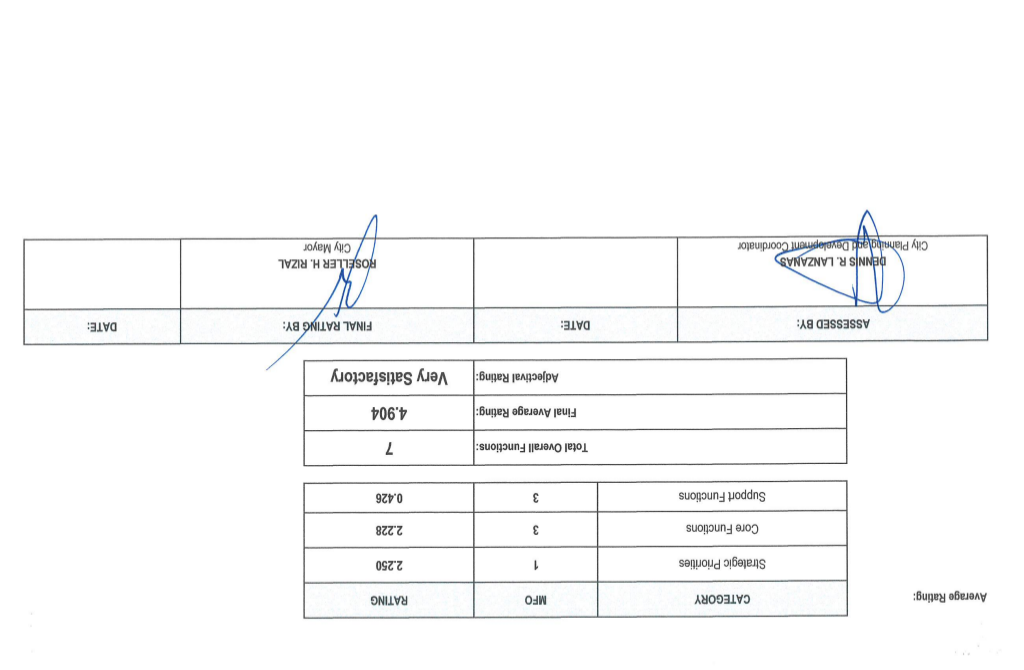 Average Rating:
CATEGORY MFO RATING
Strategic Priorities 1 2.250
Core Functions 3 2.228
Support Functions 3 0.426
Total Overall Functions: 7
Final Average Rating: 4.904
Adjectival Rating: Very Satisfactory
ASSESSED BY: DATE: FINAL RATING BY: DATE:
DENNIS R. LANZANAS ROSELLER H. RIZAL
City Planning and Development Coordinator City Mayor